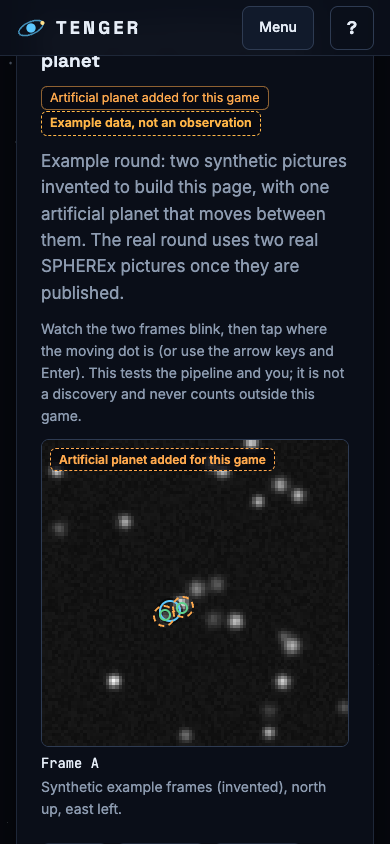 TENGER
Menu
?
planet
Artificial planet added for this game
Example data, not an observation
Example round: two synthetic pictures
invented to build this page, with one
artificial planet that moves between
them. The real round uses two real
SPHEREx pictures once they are
published.
Watch the two frames blink, then tap where
the moving dot is (or use the arrow keys and
Enter). This tests the pipeline and you; it is not
a discovery and never counts outside this
game.
Artificial planet added for this game
Frame A
Synthetic example frames (invented), north
up, east left.